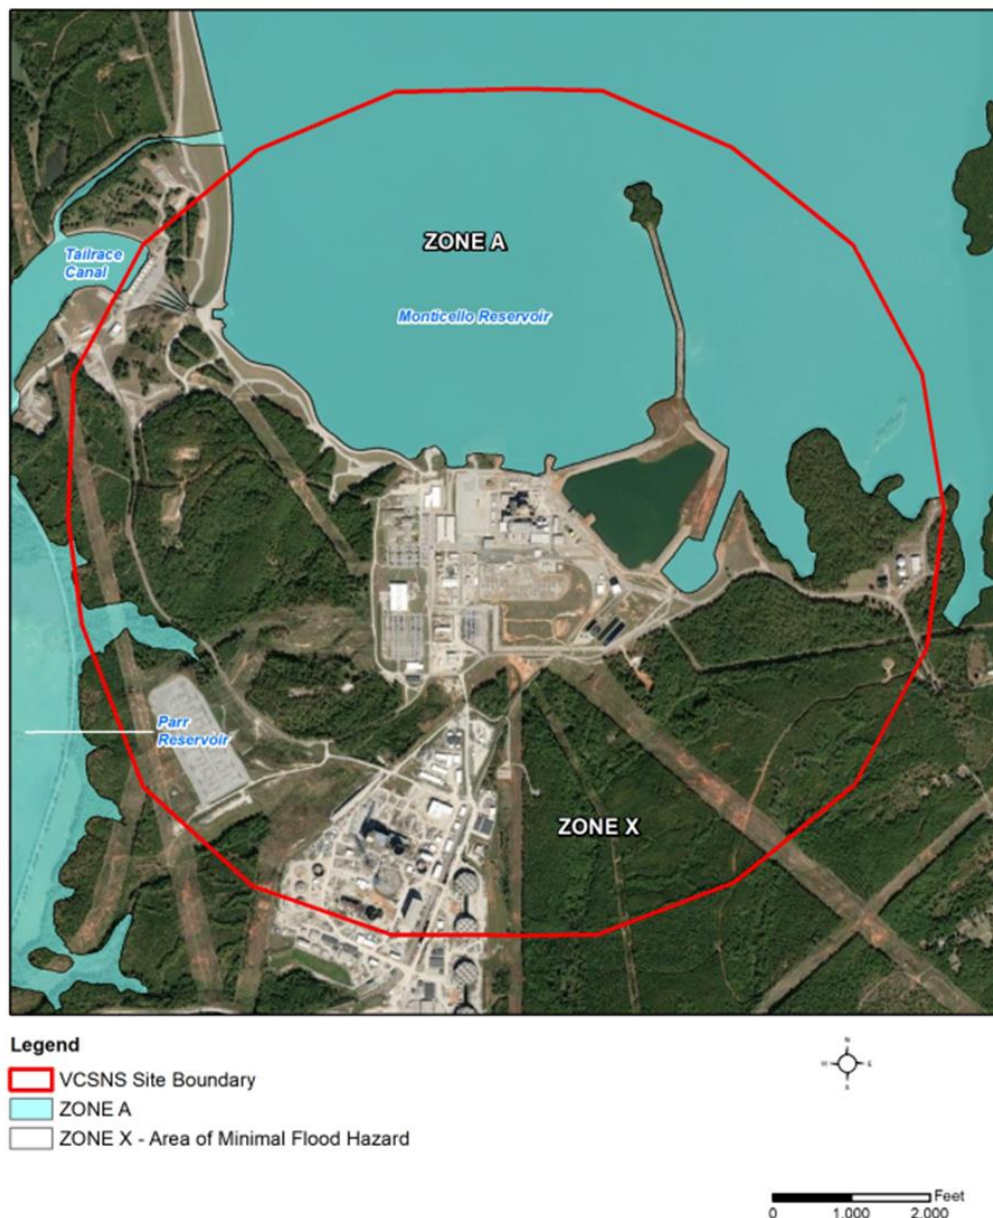 ZONE A
Tailrace
Canal
Monticello Reservoir
Parr
Reservoir
ZONE X
Legend
VCSNS Site Boundary
ZONE A
ZONE X - Area of Minimal Flood Hazard
N
E
S
Feet
0 1,000 2,000